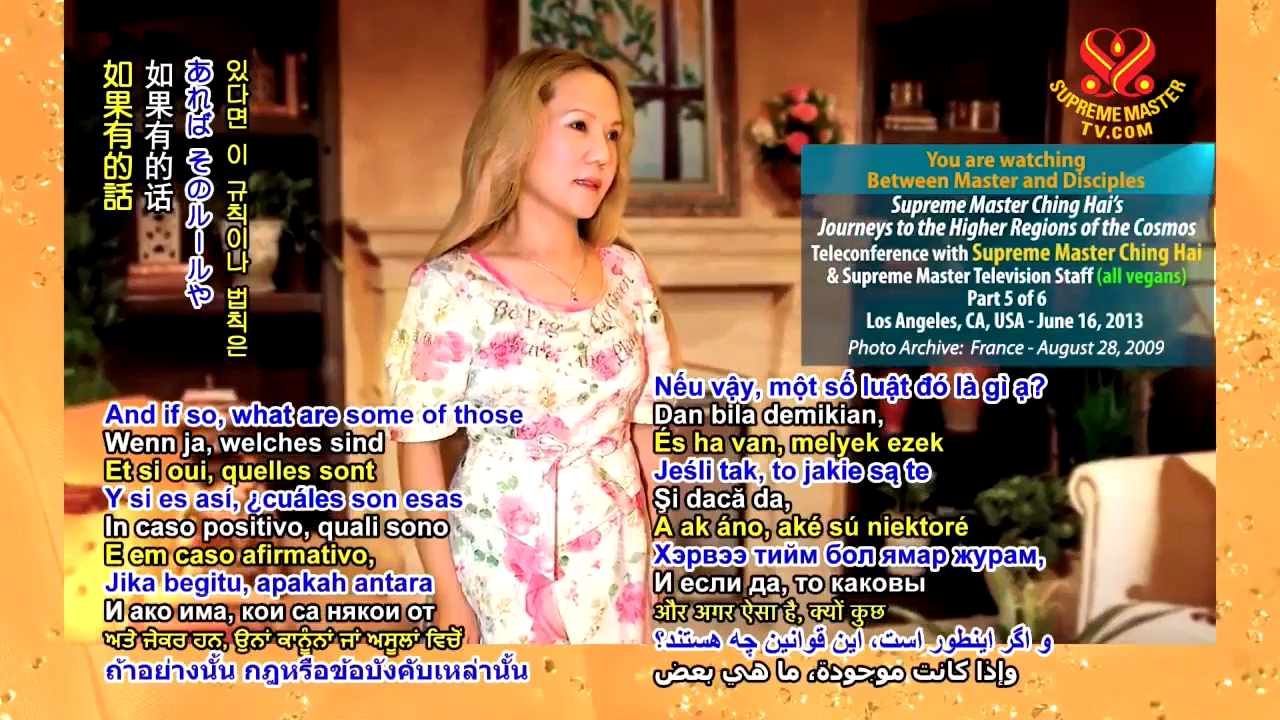 如果有的話
如果有的话
あれば そのルールや
있다면 이 규칙이나 법칙은
SUPREME MASTER
TV.COM
You are watching
Between Master and Disciples
Supreme Master Ching Hai's
Journeys to the Higher Regions of the Cosmos
Teleconference with Supreme Master Ching Hai
& Supreme Master Television Staff (all vegans)
Part 5 of 6
Los Angeles, CA, USA - June 16, 2013
Photo Archive: France - August 28, 2009
And if so, what are some of those
Wenn ja, welches sind
Et si oui, quelles sont
Y si es así, ¿cuáles son esas
In caso positivo, quali sono
E em caso afirmativo,
Jika begitu, apakah antara
И ако има, кои са някои от
ਅਤੇ ਜੇਕਰ ਹਨ, ਉਨਾਂ ਕਾਨੂੰਨਾਂ ਜਾਂ ਅਸੂਲਾਂ ਵਿਚੋਂ
ถ้าอย่างนั้น กฎหรือข้อบังคับเหล่านั้น
Nếu vậy, một số luật đó là gì ạ?
Dan bila demikian,
És ha van, melyek ezek
Jeśli tak, to jakie są te
Şi dacă da,
A ak áno, aké sú niektoré
Хэрвээ тийм бол ямар журам,
И если да, то каковы
और अगर ऐसा है, क्यों कुछ
و اگر اینطور است، این قوانین چه هستند؟
وإذا كانت موجودة، ما هي بعض